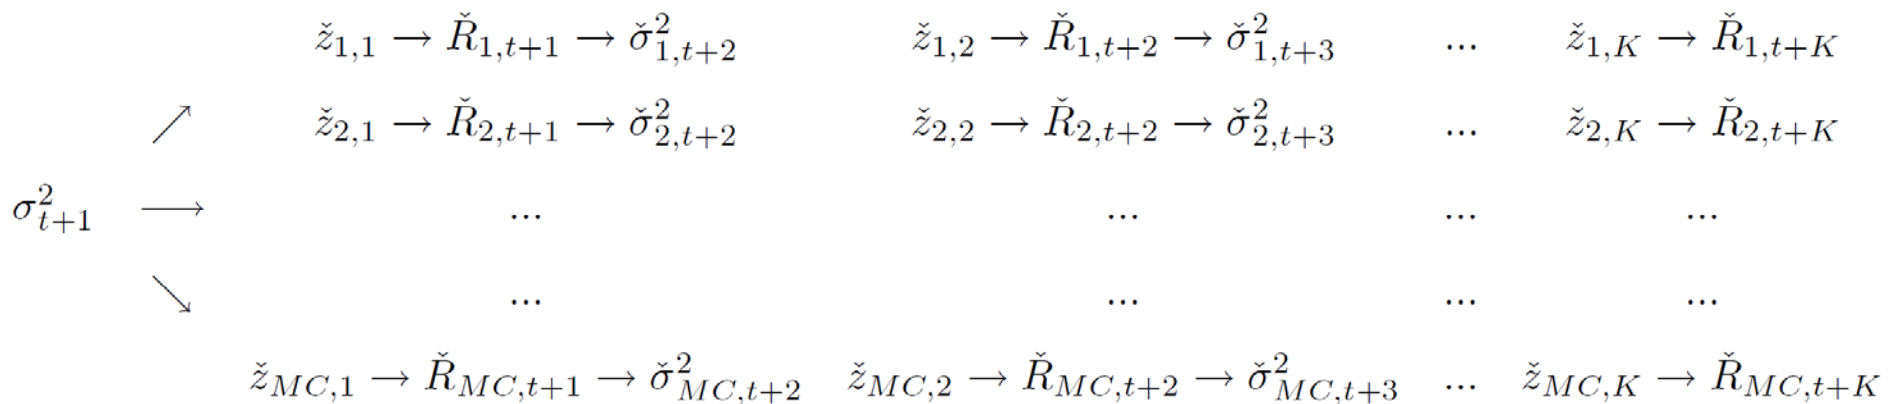 ž_{1,1} → Ř_{1,t+1} → σ̌²_{1,t+2} ž_{1,2} → Ř_{1,t+2} → σ̌²_{1,t+3} ... ž_{1,K} → Ř_{1,t+K}
↗ ž_{2,1} → Ř_{2,t+1} → σ̌²_{2,t+2} ž_{2,2} → Ř_{2,t+2} → σ̌²_{2,t+3} ... ž_{2,K} → Ř_{2,t+K}
σ²_{t+1} ⟶ ... ... ... ...
↘ ... ... ... ...
ž_{MC,1} → Ř_{MC,t+1} → σ̌²_{MC,t+2} ž_{MC,2} → Ř_{MC,t+2} → σ̌²_{MC,t+3} ... ž_{MC,K} → Ř_{MC,t+K}